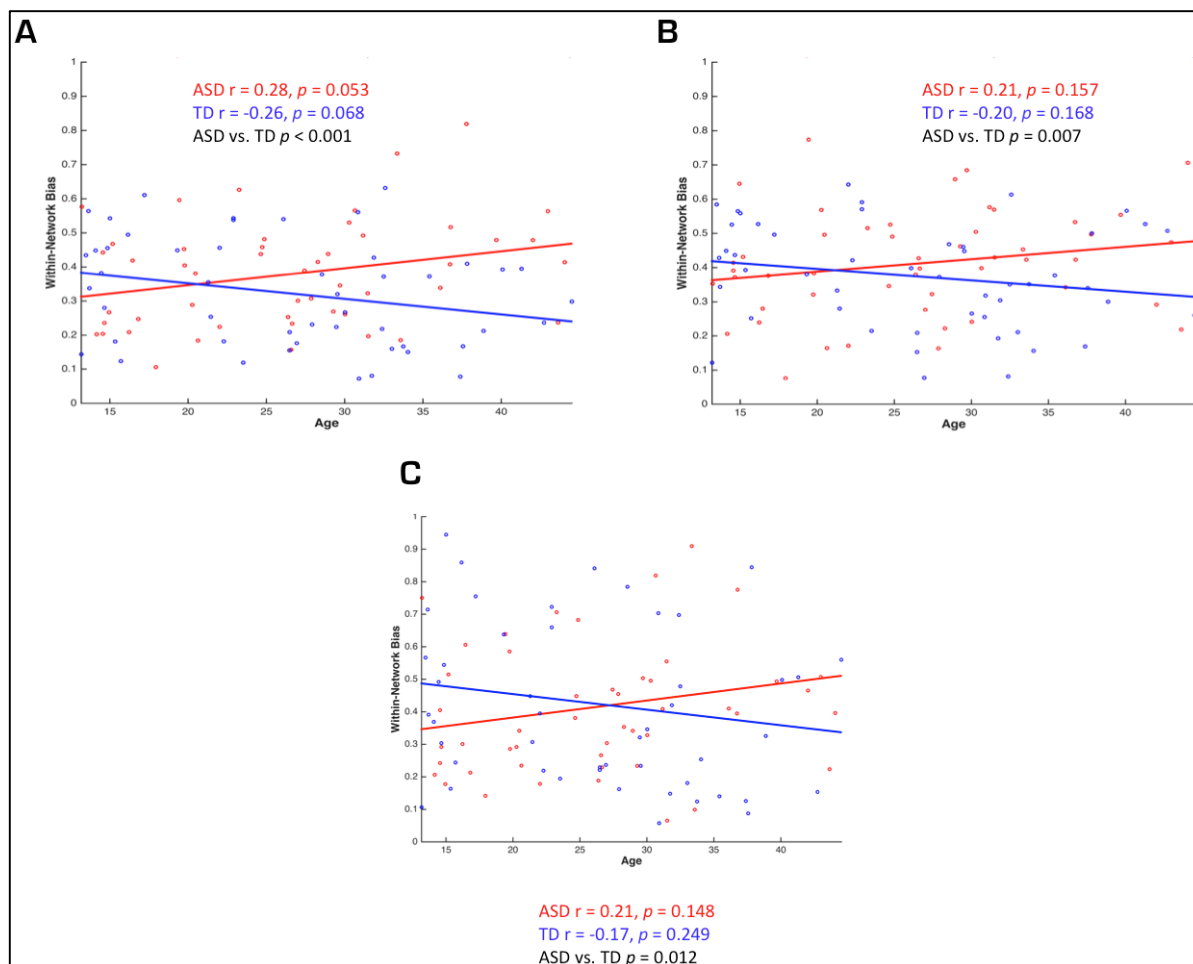 A
ASD r = 0.28, p = 0.053
TD r = -0.26, p = 0.068
ASD vs. TD p < 0.001
Within-Network Bias
1
0.9
0.8
0.7
0.6
0.5
0.4
0.3
0.2
0.1
0
15 20 25 30 35 40
Age
B
ASD r = 0.21, p = 0.157
TD r = -0.20, p = 0.168
ASD vs. TD p = 0.007
Within-Network Bias
1
0.9
0.8
0.7
0.6
0.5
0.4
0.3
0.2
0.1
0
15 20 25 30 35 40
Age
C
Within-Network Bias
1
0.9
0.8
0.7
0.6
0.5
0.4
0.3
0.2
0.1
0
15 20 25 30 35 40
Age
ASD r = 0.21, p = 0.148
TD r = -0.17, p = 0.249
ASD vs. TD p = 0.012